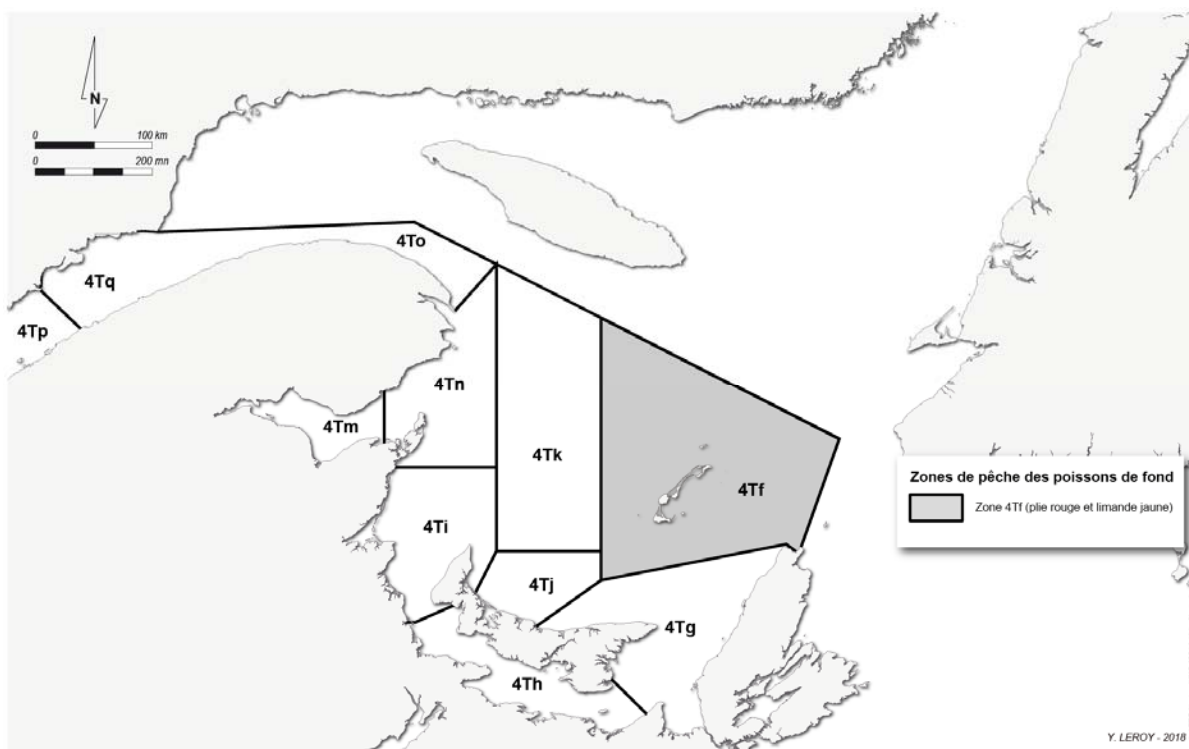 N
0 100 km
0 200 mn
4To
4Tq
4Tp
4Tn
4Tm
4Tk
4Tf
Zones de pêche des poissons de fond
Zone 4Tf (plie rouge et limande jaune)
4Ti
4Tj
4Tg
4Th
Y. LEROY - 2018